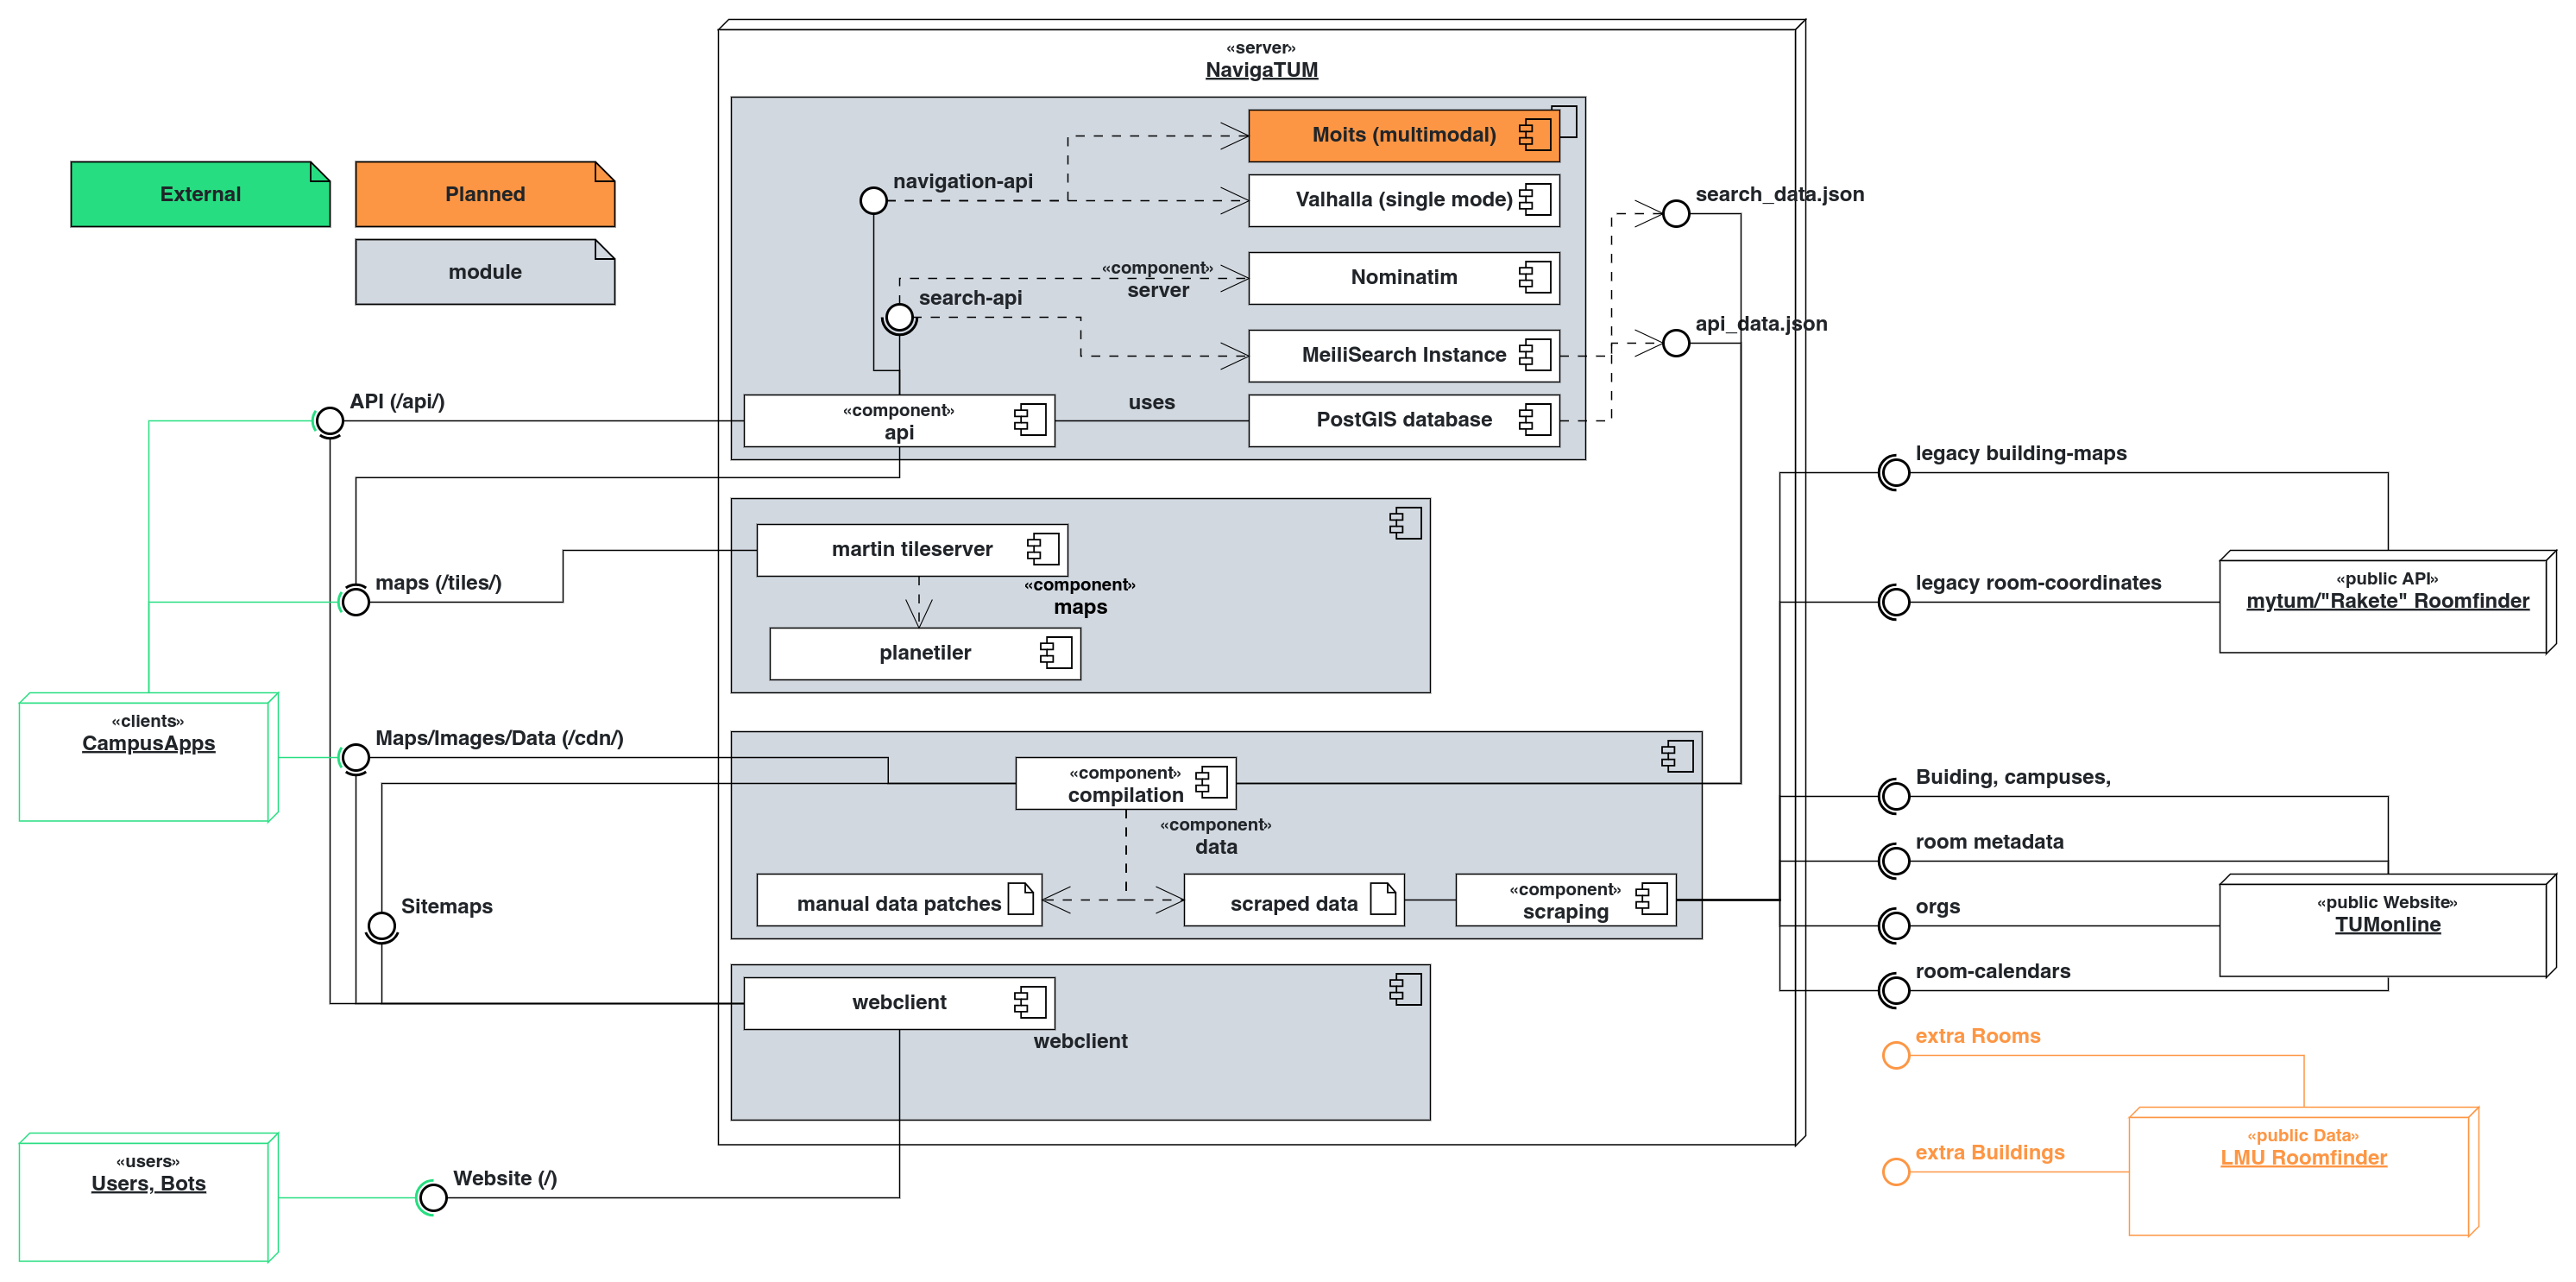 «server»
NavigaTUM
External
Planned
module
Moits (multimodal)
navigation-api
Valhalla (single mode)
search_data.json
«component»
server
Nominatim
search-api
api_data.json
MeiliSearch Instance
API (/api/)
«component»
api
uses
PostGIS database
legacy building-maps
martin tileserver
maps (/tiles/)
«component»
maps
planetiler
legacy room-coordinates
«public API»
mytum/"Rakete" Roomfinder
«clients»
CampusApps
Maps/Images/Data (/cdn/)
«component»
compilation
«component»
data
manual data patches
scraped data
«component»
scraping
Sitemaps
Buiding, campuses,
room metadata
orgs
room-calendars
«public Website»
TUMonline
webclient
webclient
extra Rooms
extra Buildings
«public Data»
LMU Roomfinder
«users»
Users, Bots
Website (/)